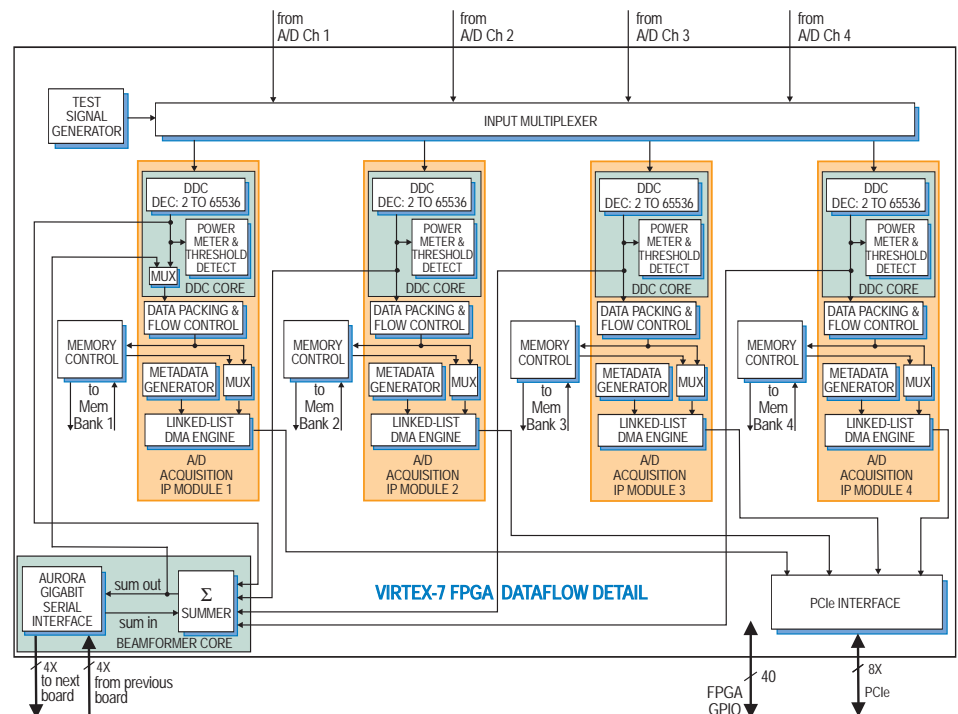 from
A/D Ch 1
from
A/D Ch 2
from
A/D Ch 3
from
A/D Ch 4
TEST
SIGNAL
GENERATOR
INPUT MULTIPLEXER
DDC
DEC: 2 TO 65536
POWER
METER &
THRESHOLD
DETECT
MUX
DDC CORE
DATA PACKING &
FLOW CONTROL
MEMORY
CONTROL
METADATA
GENERATOR
MUX
to
Mem
Bank 1
LINKED-LIST
DMA ENGINE
A/D
ACQUISITION
IP MODULE 1
DDC
DEC: 2 TO 65536
POWER
METER &
THRESHOLD
DETECT
DDC CORE
DATA PACKING &
FLOW CONTROL
MEMORY
CONTROL
METADATA
GENERATOR
MUX
to
Mem
Bank 2
LINKED-LIST
DMA ENGINE
A/D
ACQUISITION
IP MODULE 2
DDC
DEC: 2 TO 65536
POWER
METER &
THRESHOLD
DETECT
DDC CORE
DATA PACKING &
FLOW CONTROL
MEMORY
CONTROL
METADATA
GENERATOR
MUX
to
Mem
Bank 3
LINKED-LIST
DMA ENGINE
A/D
ACQUISITION
IP MODULE 3
DDC
DEC: 2 TO 65536
POWER
METER &
THRESHOLD
DETECT
DDC CORE
DATA PACKING &
FLOW CONTROL
MEMORY
CONTROL
METADATA
GENERATOR
MUX
to
Mem
Bank 4
LINKED-LIST
DMA ENGINE
A/D
ACQUISITION
IP MODULE 4
AURORA
GIGABIT
SERIAL
INTERFACE
sum out
sum in
Σ
SUMMER
BEAMFORMER CORE
VIRTEX-7 FPGA DATAFLOW DETAIL
PCIe INTERFACE
4X
to next
board
4X
from previous
board
40
FPGA
GPIO
8X
PCIe